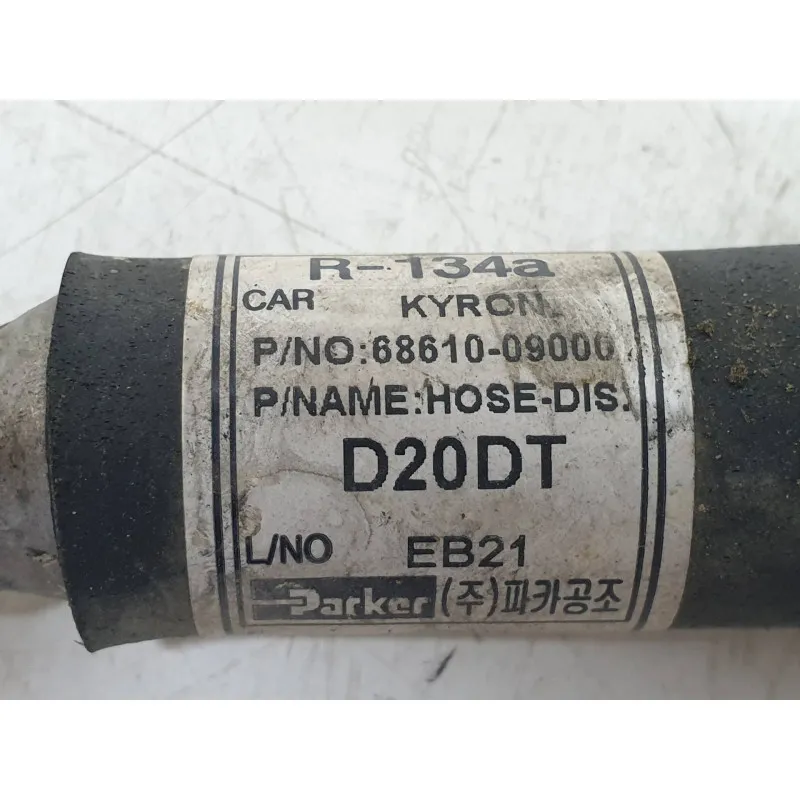 R-134a
CAR KYRON.
P/NO:68610-09000
P/NAME:HOSE-DIS.
D20DT
L/NO EB21
Parker (주)파카공조